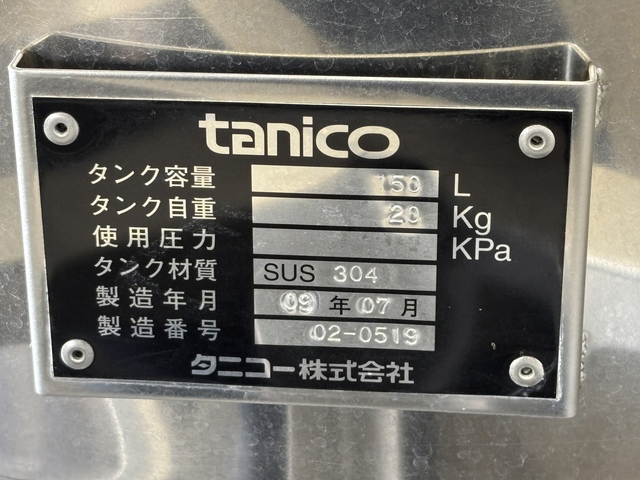 tanico
タンク容量 150 L
タンク自重 20 Kg
使用圧力 KPa
タンク材質 SUS 304
製造年月 09 年 07 月
製造番号 02-0519
タニコー株式会社